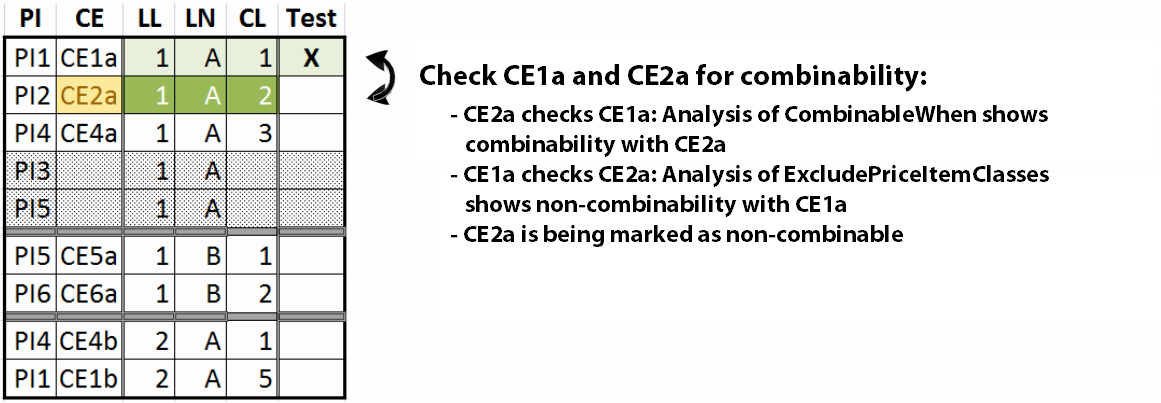 PI CE LL LN CL Test
PI1 CE1a 1 A 1 X
PI2 CE2a 1 A 2
PI4 CE4a 1 A 3
PI3 1 A
PI5 1 A
PI5 CE5a 1 B 1
PI6 CE6a 1 B 2
PI4 CE4b 2 A 1
PI1 CE1b 2 A 5
Check CE1a and CE2a for combinability:
- CE2a checks CE1a: Analysis of CombinableWhen shows
combinability with CE2a
- CE1a checks CE2a: Analysis of ExcludePriceItemClasses
shows non-combinability with CE1a
- CE2a is being marked as non-combinable